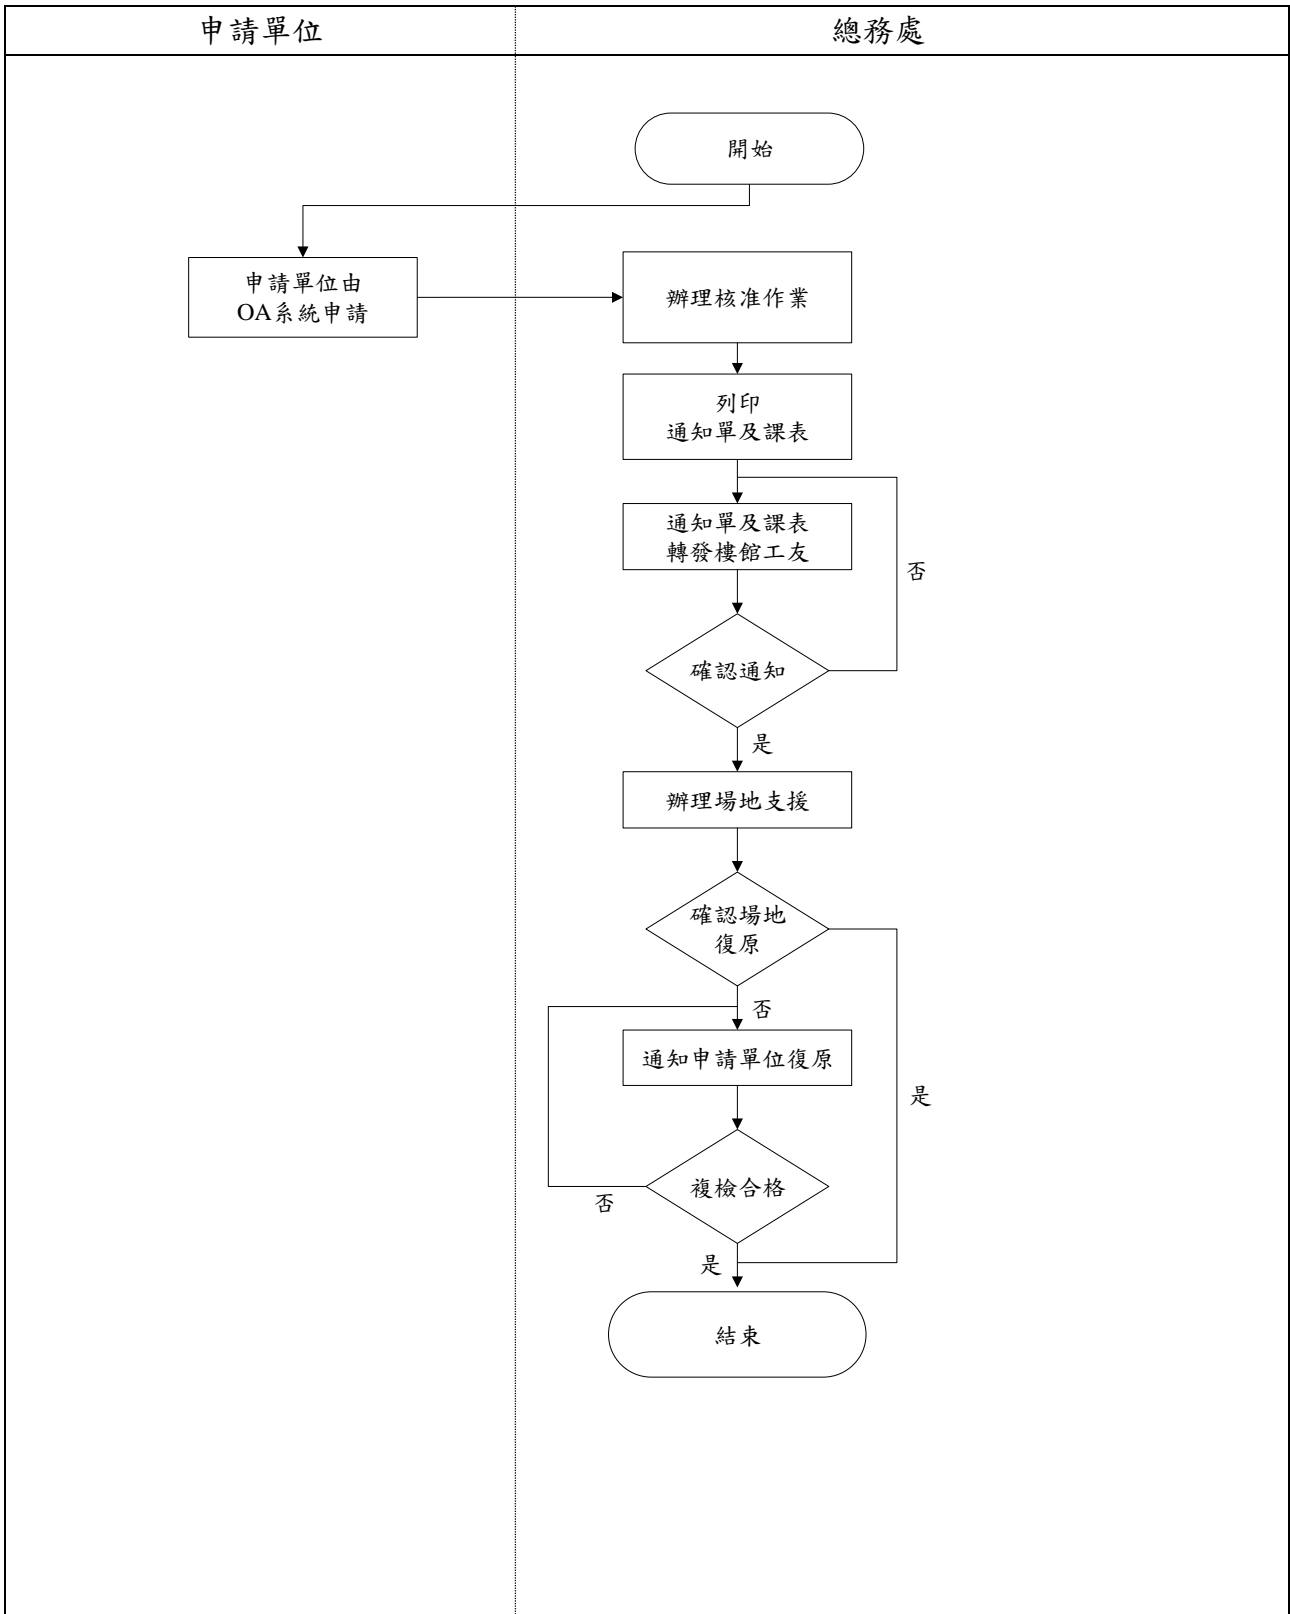 申請單位
總務處
開始
申請單位由
OA系統申請
辦理核准作業
列印
通知單及課表
通知單及課表
轉發樓館工友
否
確認通知
是
辦理場地支援
確認場地
復原
否
通知申請單位復原
是
複檢合格
否
是
結束